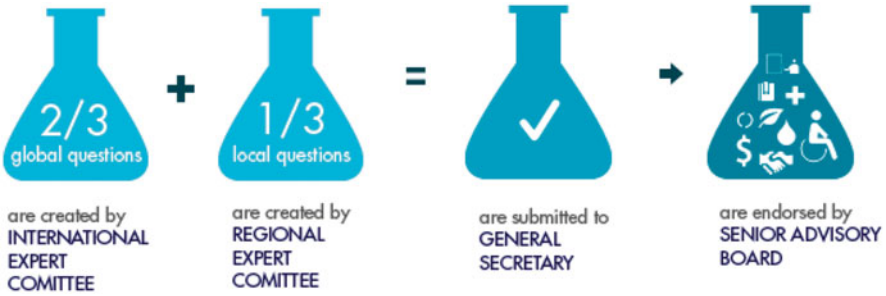 2/3
global questions
+
1/3
local questions
=
$
are created by
INTERNATIONAL
EXPERT
COMITTEE
are created by
REGIONAL
EXPERT
COMITTEE
are submitted to
GENERAL
SECRETARY
are endorsed by
SENIOR ADVISORY
BOARD